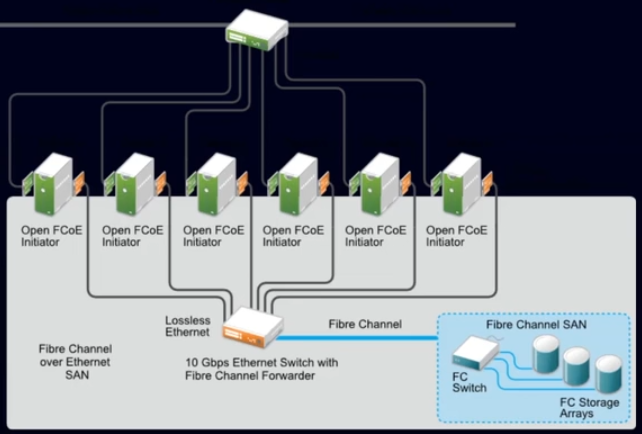 Open FCoE
Initiator
Open FCoE
Initiator
Open FCoE
Initiator
Open FCoE
Initiator
Open FCoE
Initiator
Open FCoE
Initiator
Lossless
Ethernet
Fibre Channel
Fibre Channel SAN
Fibre Channel
over Ethernet
SAN
10 Gbps Ethernet Switch with
Fibre Channel Forwarder
FC
Switch
FC Storage
Arrays